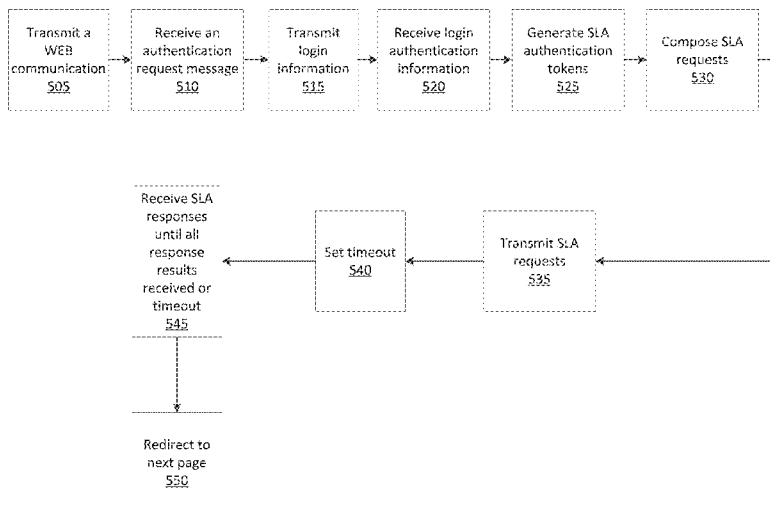 Transmit a
WEB
communication
505
Receive an
authentication
request message
510
Transmit
login
information
515
Receive login
authentication
information
520
Generate SLA
authentication
tokens
525
Compose SLA
requests
530
Transmit SLA
requests
535
Set timeout
540
Receive SLA
responses
until all
response
results
received or
timeout
545
Redirect to
next page
550